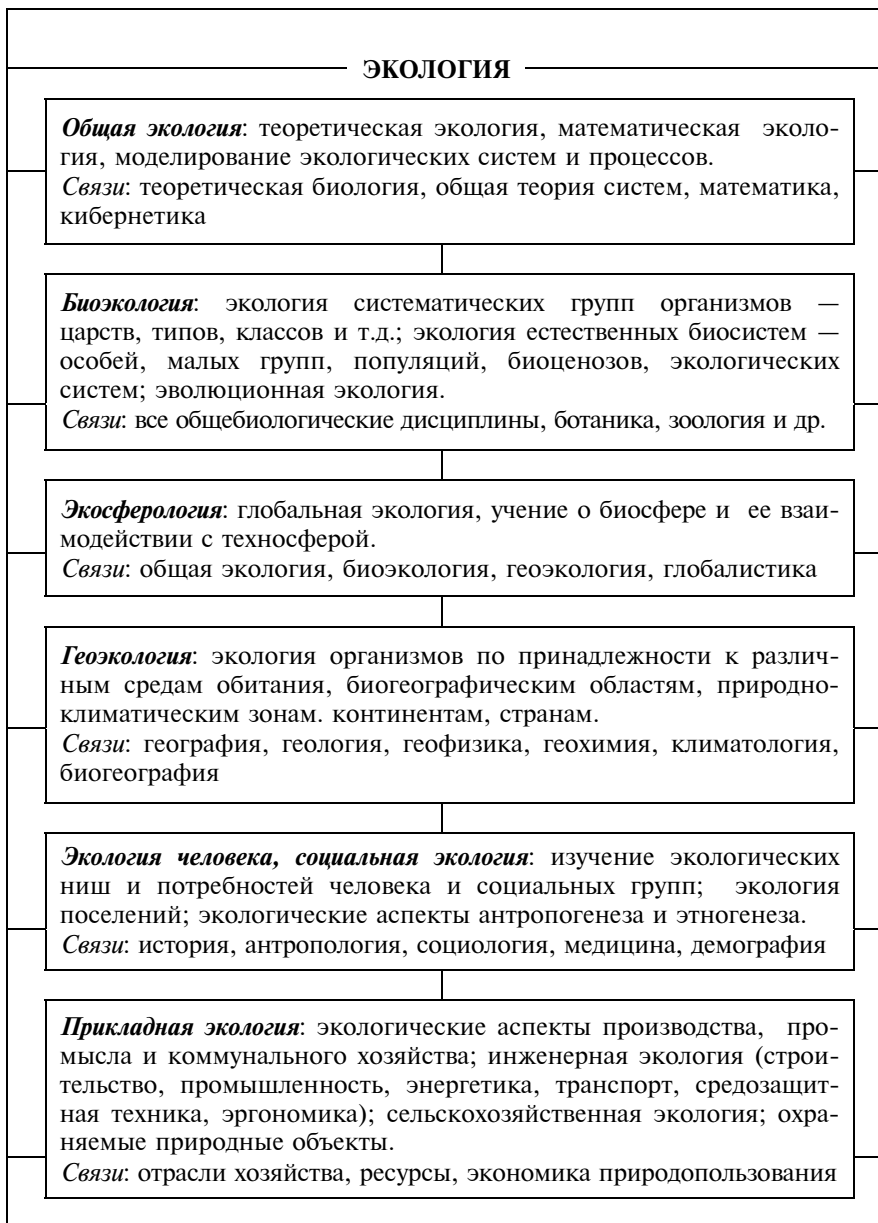 ЭКОЛОГИЯ
Общая экология: теоретическая экология, математическая эколо-
гия, моделирование экологических систем и процессов.
Связи: теоретическая биология, общая теория систем, математика,
кибернетика
Биоэкология: экология систематических групп организмов —
царств, типов, классов и т.д.; экология естественных биосистем —
особей, малых групп, популяций, биоценозов, экологических
систем; эволюционная экология.
Связи: все общебиологические дисциплины, ботаника, зоология и др.
Экосферология: глобальная экология, учение о биосфере и ее взаи-
модействии с техносферой.
Связи: общая экология, биоэкология, геоэкология, глобалистика
Геоэкология: экология организмов по принадлежности к различ-
ным средам обитания, биогеографическим областям, природно-
климатическим зонам. континентам, странам.
Связи: география, геология, геофизика, геохимия, климатология,
биогеография
Экология человека, социальная экология: изучение экологических
ниш и потребностей человека и социальных групп; экология
поселений; экологические аспекты антропогенеза и этногенеза.
Связи: история, антропология, социология, медицина, демография
Прикладная экология: экологические аспекты производства, про-
мысла и коммунального хозяйства; инженерная экология (строи-
тельство, промышленность, энергетика, транспорт, средозащит-
ная техника, эргономика); сельскохозяйственная экология; охра-
няемые природные объекты.
Связи: отрасли хозяйства, ресурсы, экономика природопользования